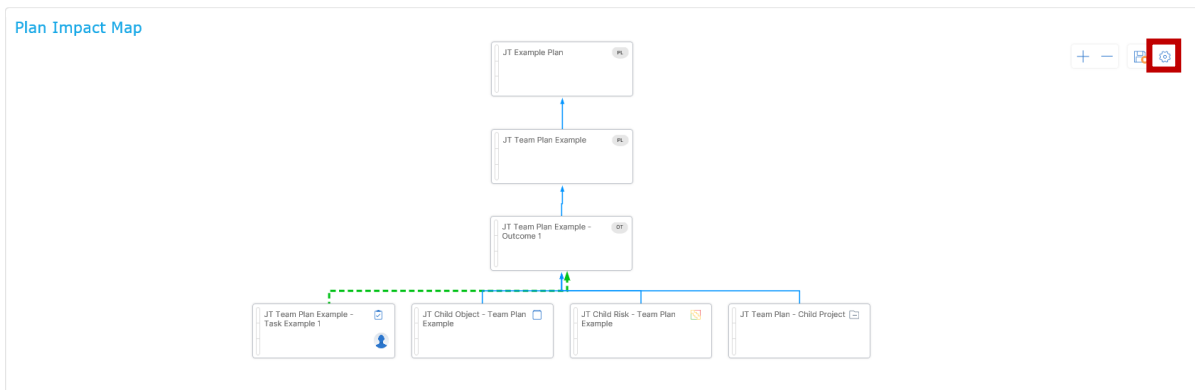 Plan Impact Map
JT Example Plan
PL
JT Team Plan Example
PL
JT Team Plan Example -
Outcome 1
OT
JT Team Plan Example -
Task Example 1
JT Child Object - Team Plan
Example
JT Child Risk - Team Plan
Example
JT Team Plan - Child Project